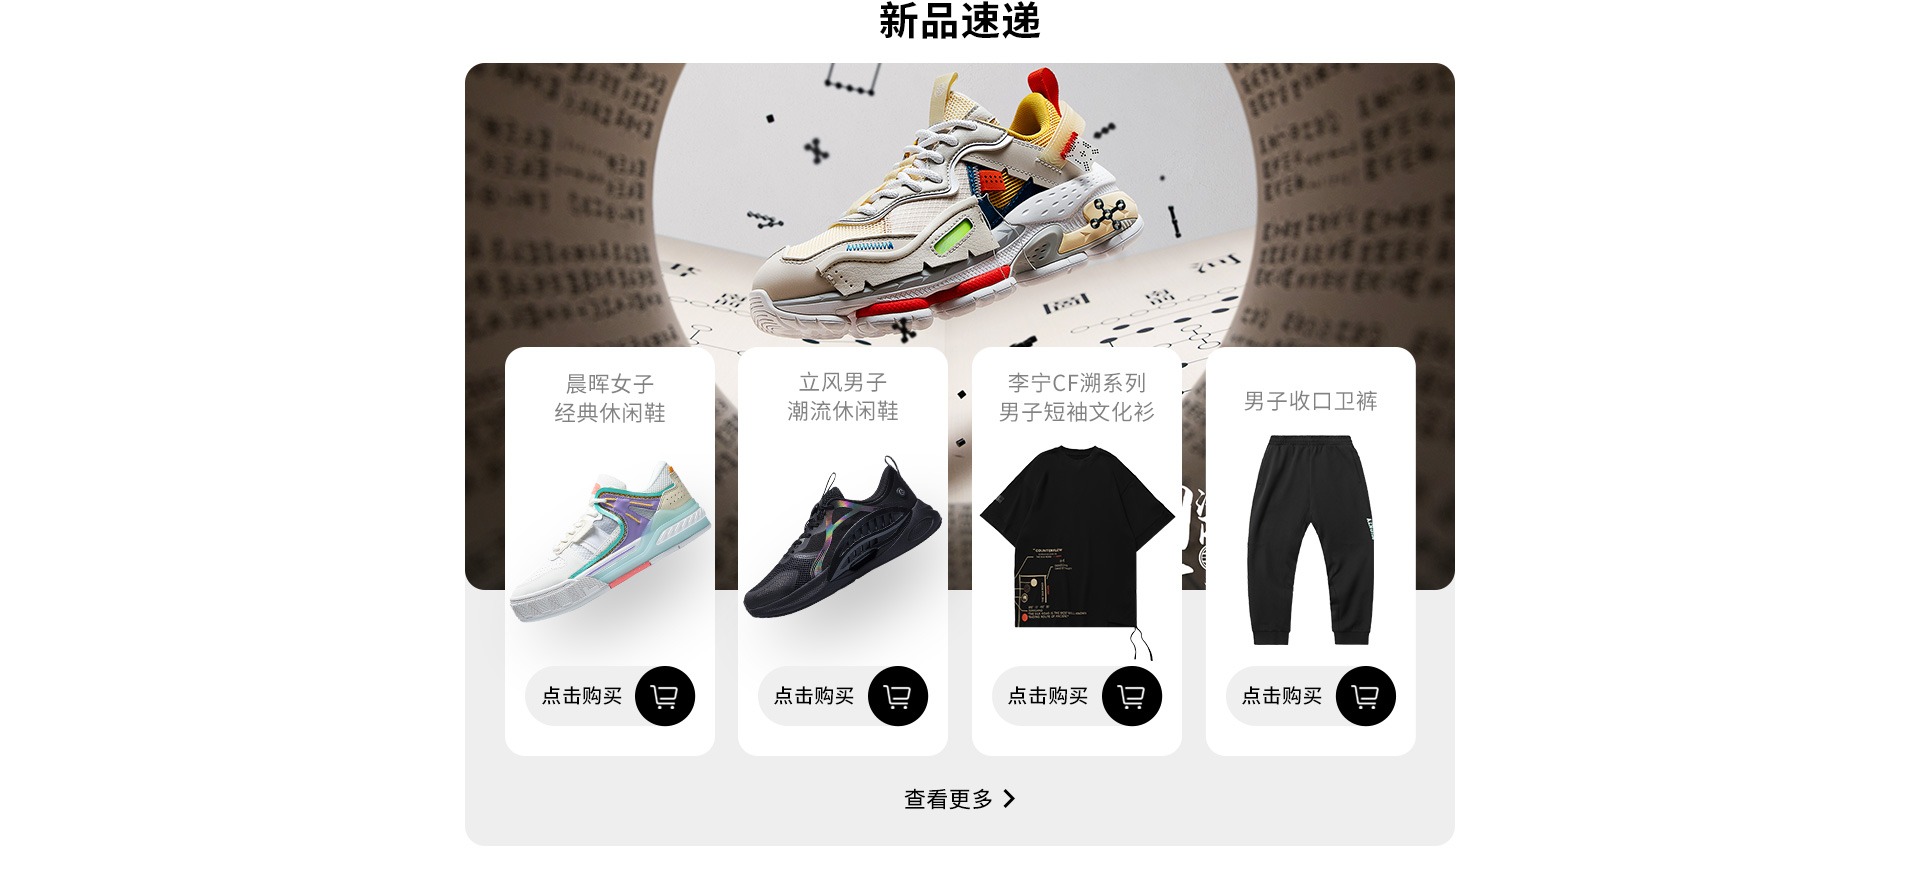 新品速递
晨晖女子
经典休闲鞋
立风男子
潮流休闲鞋
李宁CF溯系列
男子短袖文化衫
男子收口卫裤
点击购买
点击购买
点击购买
点击购买
查看更多